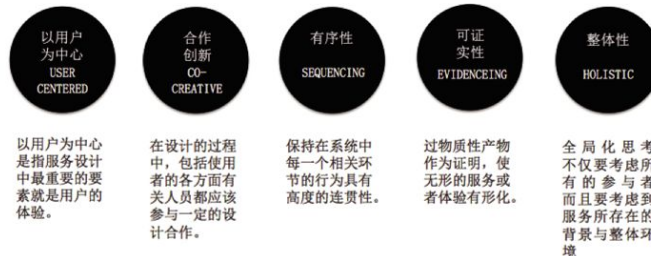 以用户
为中心
USER
CENTERED
合作
创新
CO-
CREATIVE
有序性
SEQUENCING
可证
实性
EVIDENCEING
整体性
HOLISTIC
以用户为中心
是指服务设计
中最重要的要
素就是用户的
体验。
在设计的过程
中，包括使用
者的各方面有
关人员都应该
参与一定的设
计合作。
保持在系统中
每一个相关环
节的行为具有
高度的连贯性。
过物质性产物
作为证明，使
无形的服务或
者体验有形化。
全局化思考
不仅要考虑所
有的参与者
而且要考虑到
服务所存在的
背景与整体环
境